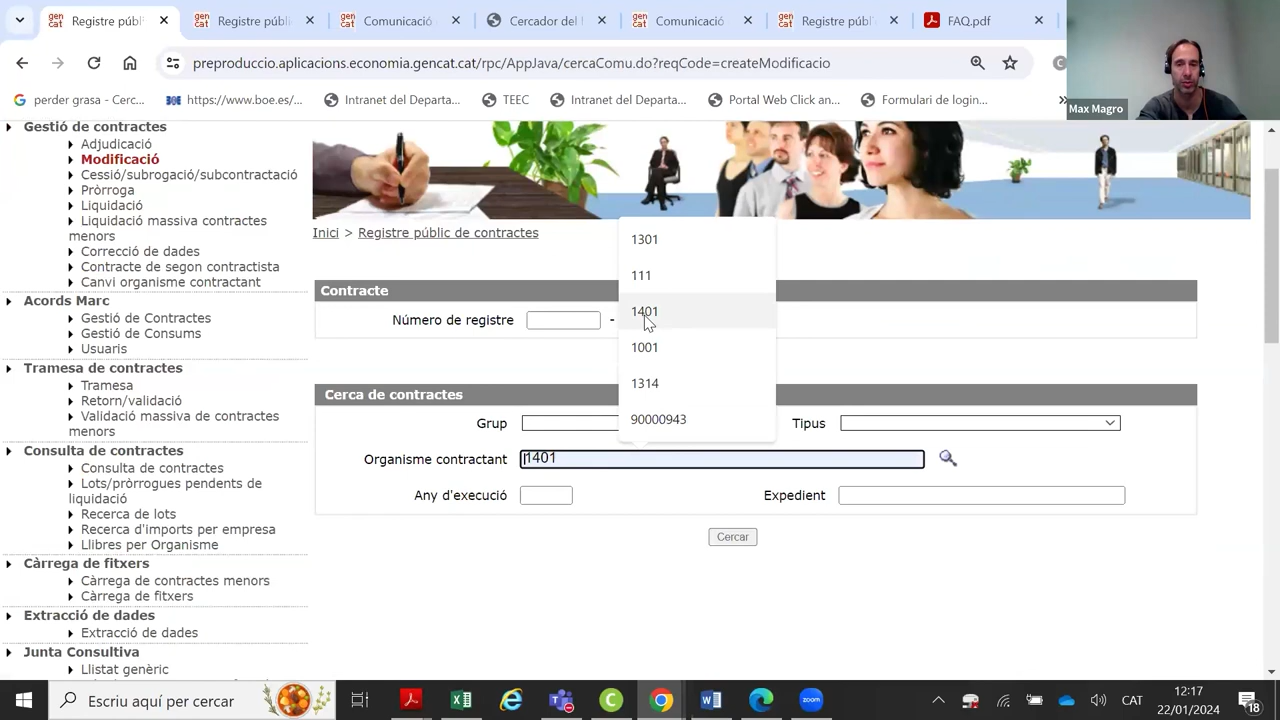 Registre públ
Registre públi
Comunicació
Cercador del
Comunicació
Registre públ
FAQ.pdf
preproduccio.aplicacions.economia.gencat.cat/rpc/AppJava/cercaComu.do?reqCode=createModificacio
perder grasa - Cerc...
https://www.boe.es/...
Intranet del Departa...
TEEC
Intranet del Departa...
Portal Web Click an...
Formulari de login...
Max Magro
Gestió de contractes
Adjudicació
Modificació
Cessió/subrogació/subcontractació
Pròrroga
Liquidació
Liquidació massiva contractes
menors
Correcció de dades
Contracte de segon contractista
Canvi organisme contractant
Acords Marc
Gestió de Contractes
Gestió de Consums
Usuaris
Tramesa de contractes
Tramesa
Retorn/validació
Validació massiva de contractes
menors
Consulta de contractes
Consulta de contractes
Lots/pròrrogues pendents de
liquidació
Recerca de lots
Recerca d'imports per empresa
Llibres per Organisme
Càrrega de fitxers
Càrrega de contractes menors
Càrrega de fitxers
Extracció de dades
Extracció de dades
Junta Consultiva
Llistat genèric
Inici > Registre públic de contractes
Contracte
Número de registre -
1301
111
1401
1001
1314
90000943
Cerca de contractes
Grup
Tipus
Organisme contractant 1401
Any d'execució
Expedient
Cercar
Escriu aquí per cercar
CAT
12:17
22/01/2024
18